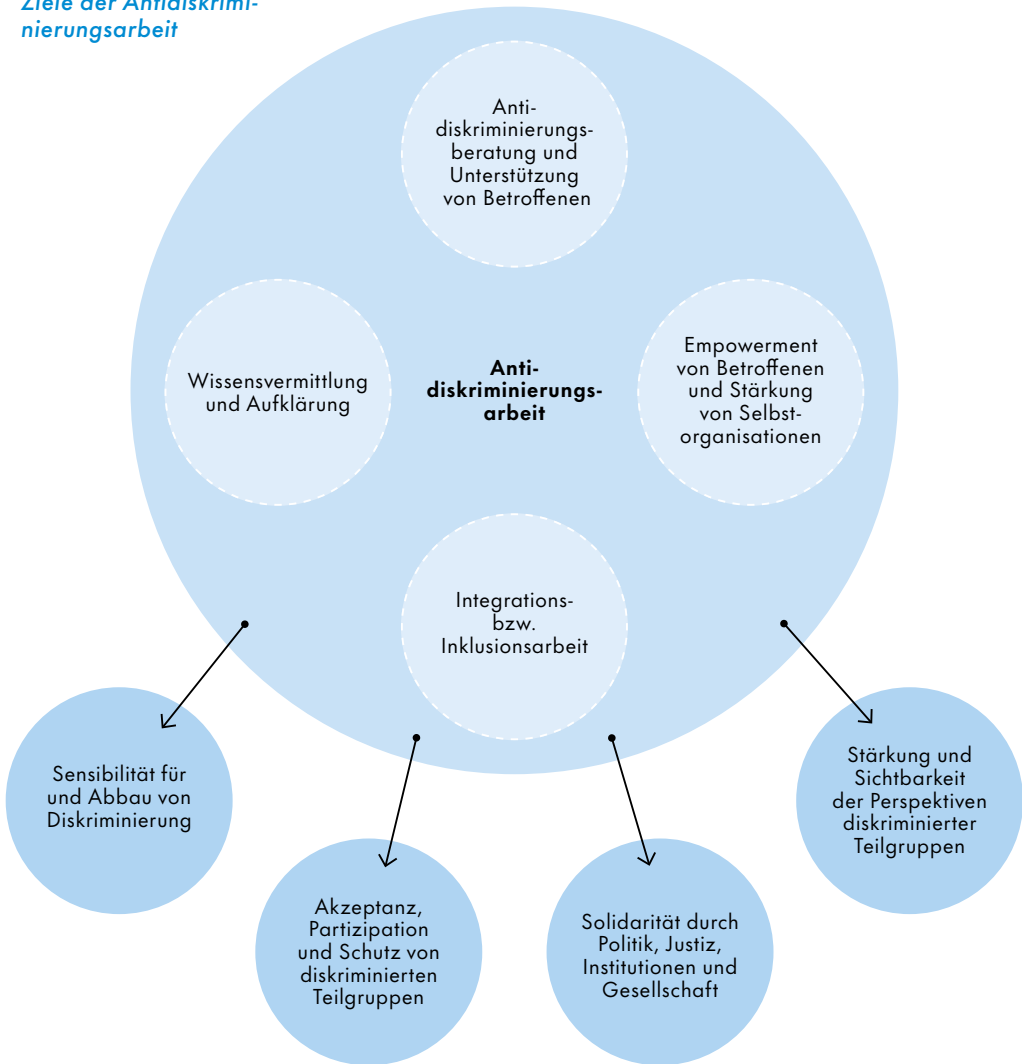 Ziele der Antidiskrimi-
nierungsarbeit
Anti-
diskriminierungs-
beratung und
Unterstützung
von Betroffenen
Wissensvermittlung
und Aufklärung
Anti-
diskriminierungs-
arbeit
Empowerment
von Betroffenen
und Stärkung
von Selbst-
organisationen
Integrations-
bzw.
Inklusionsarbeit
Sensibilität für
und Abbau von
Diskriminierung
Akzeptanz,
Partizipation
und Schutz von
diskriminierten
Teilgruppen
Solidarität durch
Politik, Justiz,
Institutionen und
Gesellschaft
Stärkung und
Sichtbarkeit
der Perspektiven
diskriminierter
Teilgruppen